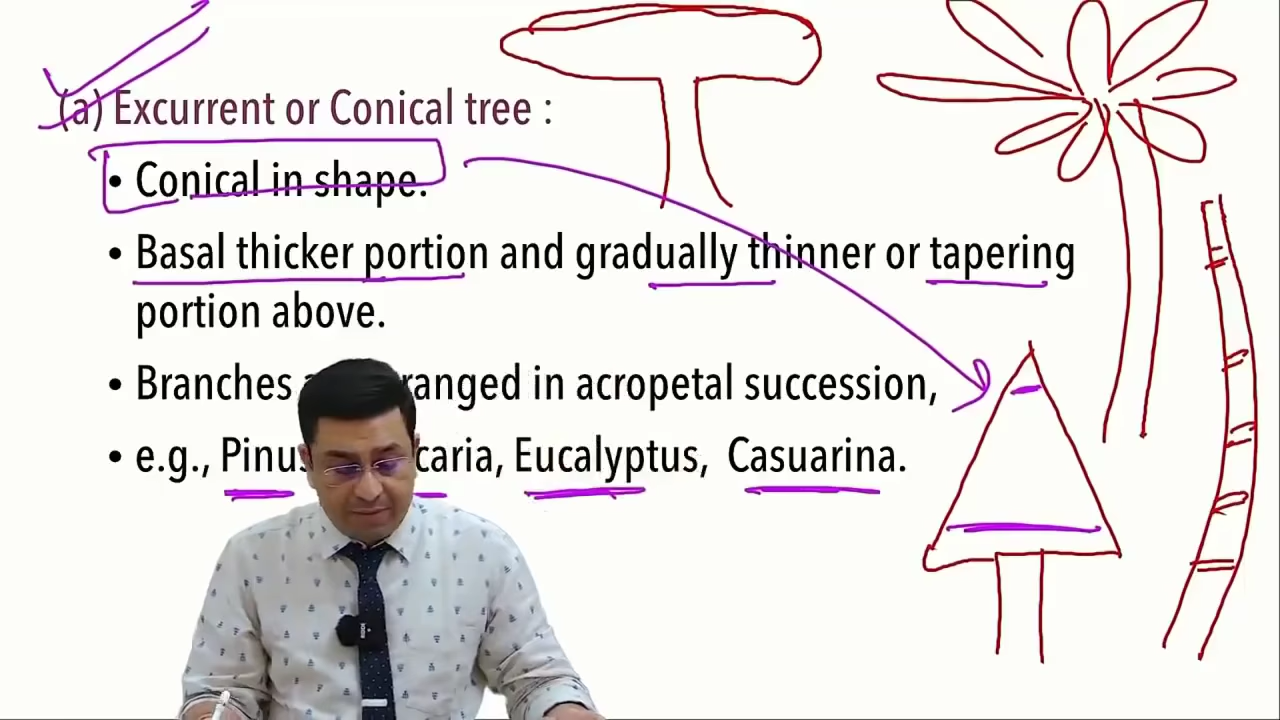 (a) Excurrent or Conical tree :
• Conical in shape.
• Basal thicker portion and gradually thinner or tapering
portion above.
• Branches ranged in acropetal succession,
• e.g., Pinus caria, Eucalyptus, Casuarina.